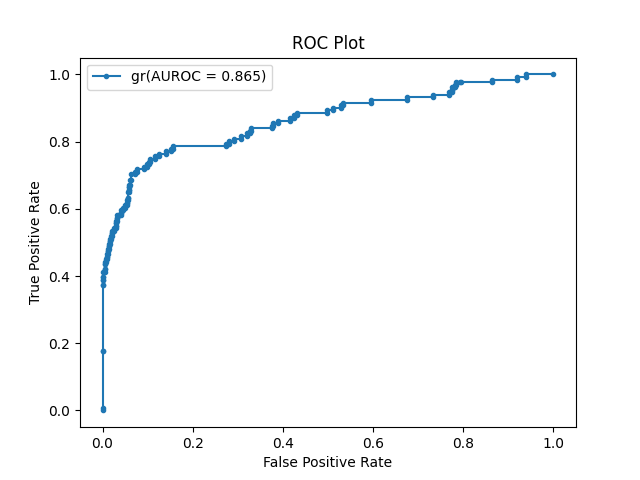 ROC Plot
gr(AUROC = 0.865)
1.0
0.8
0.6
0.4
0.2
0.0
True Positive Rate
0.0 0.2 0.4 0.6 0.8 1.0
False Positive Rate